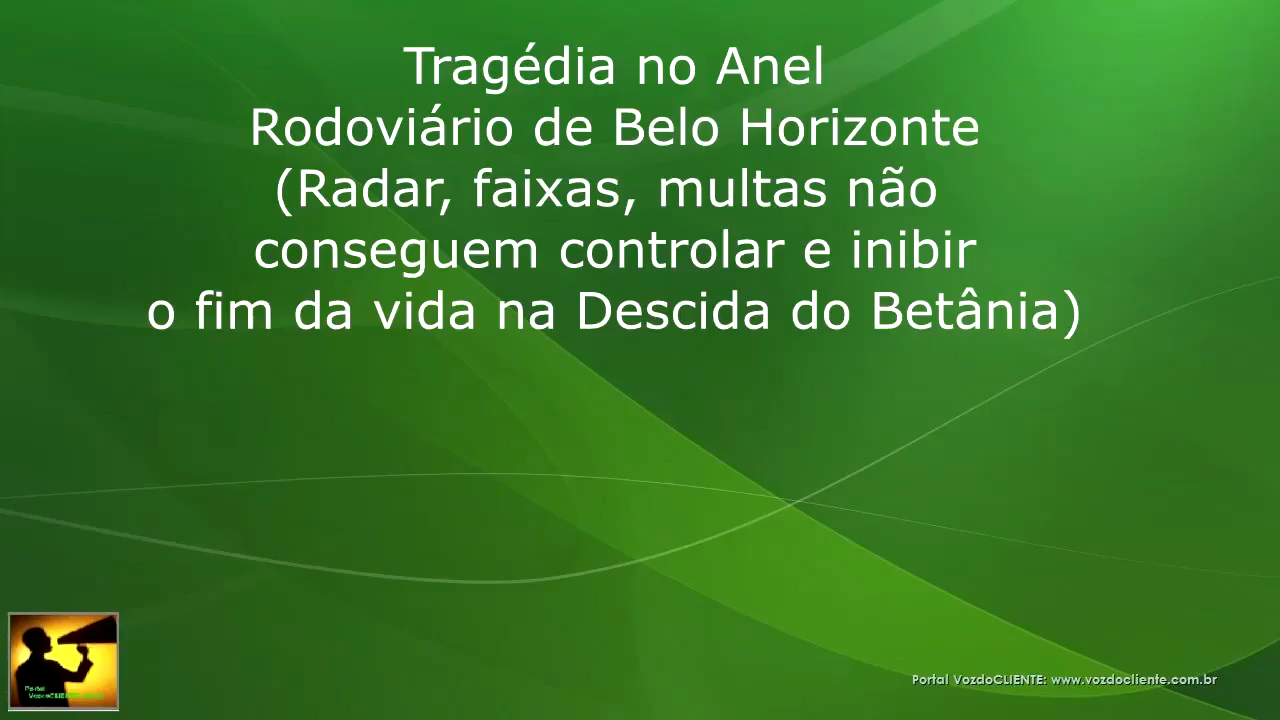 Tragédia no Anel
Rodoviário de Belo Horizonte
(Radar, faixas, multas não
conseguem controlar e inibir
o fim da vida na Descida do Betânia)
Portal VozdoCLIENTE: www.vozdocliente.com.br
Portal